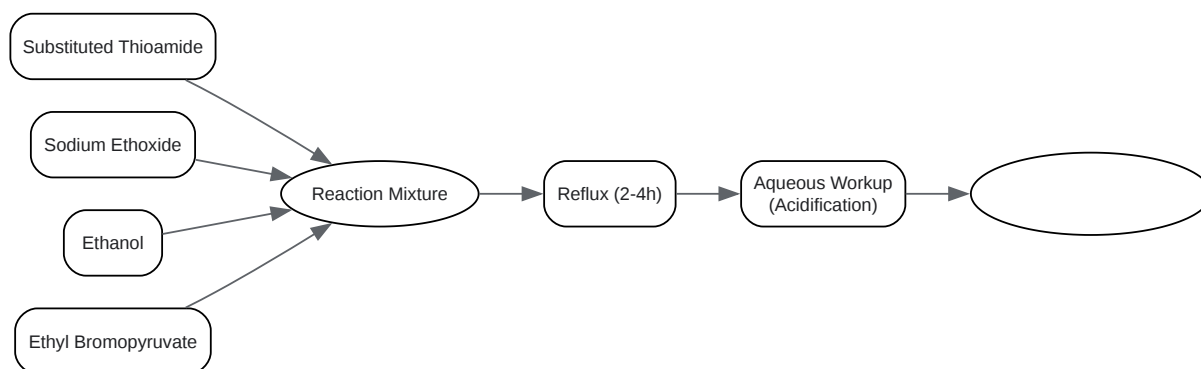 Substituted Thioamide
Sodium Ethoxide
Ethanol
Ethyl Bromopyruvate
Reaction Mixture
Reflux (2-4h)
Aqueous Workup
(Acidification)